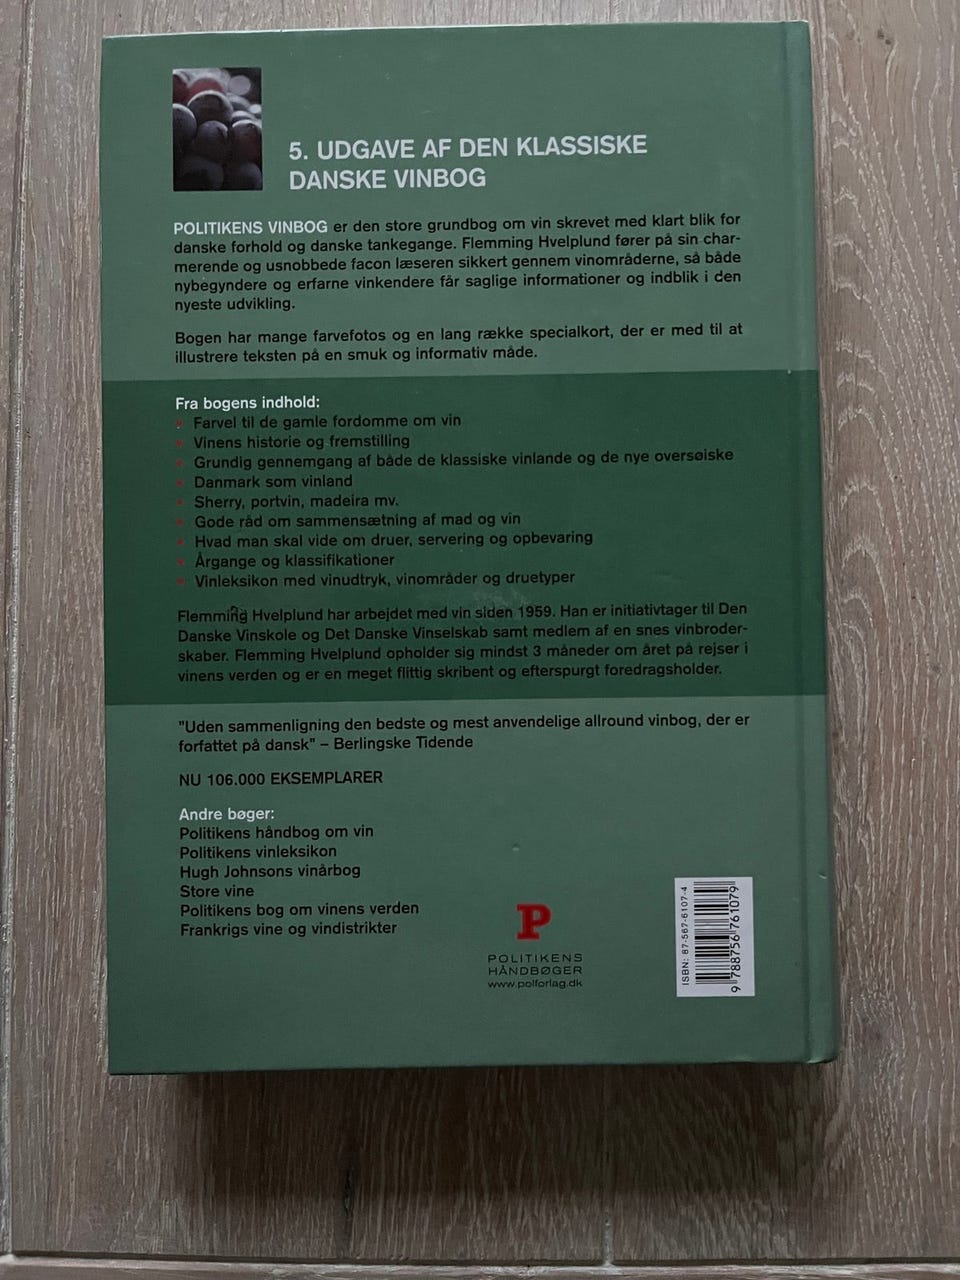 5. UDGAVE AF DEN KLASSISKE
DANSKE VINBOG
POLITIKENS VINBOG er den store grundbog om vin skrevet med klart blik for
danske forhold og danske tankegange. Flemming Hvelplund fører på sin char-
merende og usnobbede facon læseren sikkert gennem vinområderne, så både
nybegyndere og erfarne vinkendere får saglige informationer og indblik i den
nyeste udvikling.
Bogen har mange farvefotos og en lang række specialkort, der er med til at
illustrere teksten på en smuk og informativ måde.
Fra bogens indhold:
• Farvel til de gamle fordomme om vin
• Vinens historie og fremstilling
• Grundig gennemgang af både de klassiske vinlande og de nye oversøiske
• Danmark som vinland
• Sherry, portvin, madeira mv.
• Gode råd om sammensætning af mad og vin
• Hvad man skal vide om druer, servering og opbevaring
• Årgange og klassifikationer
• Vinleksikon med vinudtryk, vinområder og druetyper
Flemming Hvelplund har arbejdet med vin siden 1959. Han er initiativtager til Den
Danske Vinskole og Det Danske Vinselskab samt medlem af en snes vinbroder-
skaber. Flemming Hvelplund opholder sig mindst 3 måneder om året på rejser i
vinens verden og er en meget flittig skribent og efterspurgt foredragsholder.
"Uden sammenligning den bedste og mest anvendelige allround vinbog, der er
forfattet på dansk" – Berlingske Tidende
NU 106.000 EKSEMPLARER
Andre bøger:
Politikens håndbog om vin
Politikens vinleksikon
Hugh Johnsons vinårbog
Store vine
Politikens bog om vinens verden
Frankrigs vine og vindistrikter
P
POLITIKENS
HÅNDBØGER
www.polforlag.dk
ISBN: 87-567-6107-4
9 788756 761079